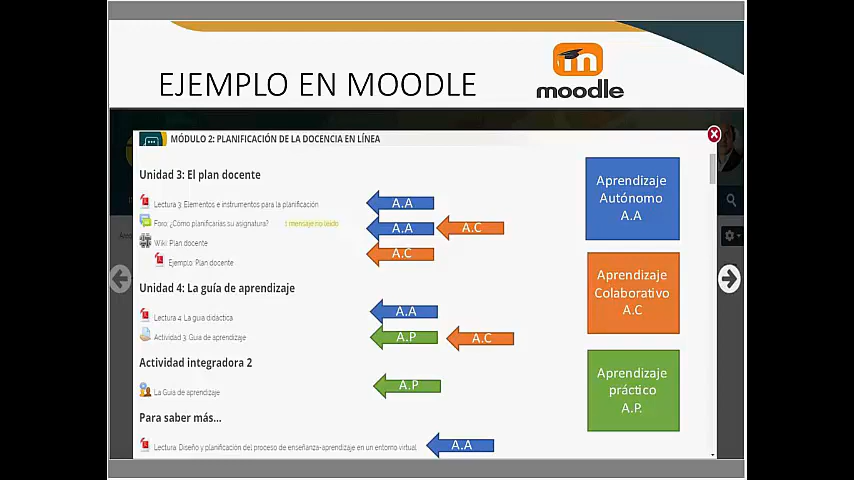 EJEMPLO EN MOODLE
moodle
MÓDULO 2: PLANIFICACIÓN DE LA DOCENCIA EN LÍNEA
Unidad 3: El plan docente
Lectura 3: Elementos e instrumentos para la planificación
A.A
Foro: ¿Cómo planificarías su asignatura? 1 mensaje no leído
A.A
A.C
Wiki: Plan docente
A.C
Ejemplo: Plan docente
Unidad 4: La guía de aprendizaje
Lectura 4: La guía didáctica
A.A
Actividad 3: Guía de aprendizaje
A.P
A.C
Actividad integradora 2
La Guía de aprendizaje
A.P
Para saber más...
Lectura: Diseño y planificación del proceso de enseñanza-aprendizaje en un entorno virtual
A.A
Aprendizaje
Autónomo
A.A
Aprendizaje
Colaborativo
A.C
Aprendizaje
práctico
A.P.